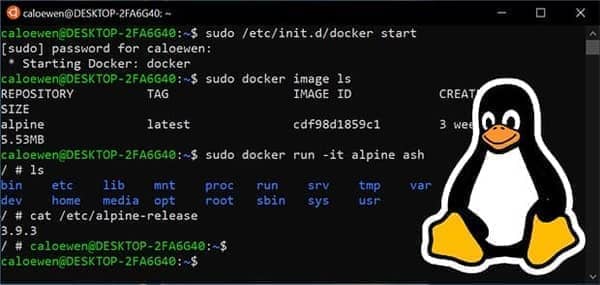 caloewen@DESKTOP-2FA6G40: ~
caloewen@DESKTOP-2FA6G40:~$ sudo /etc/init.d/docker start
[sudo] password for caloewen:
 * Starting Docker: docker
caloewen@DESKTOP-2FA6G40:~$ sudo docker image ls
REPOSITORY TAG IMAGE ID CREAT
SIZE
alpine latest cdf98d1859c1 3 wee
5.53MB
caloewen@DESKTOP-2FA6G40:~$ sudo docker run -it alpine ash
/ # ls
bin etc lib mnt proc run srv tmp var
dev home media opt root sbin sys usr
/ # cat /etc/alpine-release
3.9.3
/ # caloewen@DESKTOP-2FA6G40:~$
caloewen@DESKTOP-2FA6G40:~$